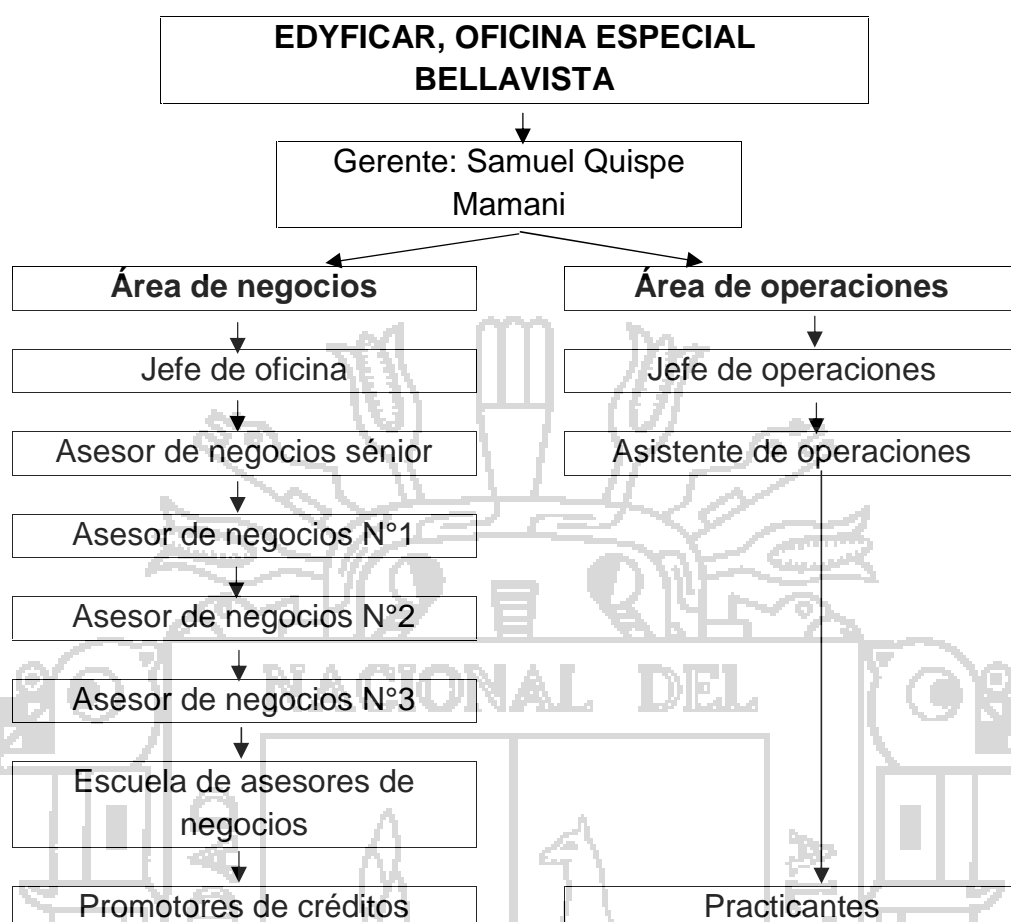 EDYFICAR, OFICINA ESPECIAL
BELLAVISTA
Gerente: Samuel Quispe
Mamani
Área de negocios
Área de operaciones
Jefe de oficina
Jefe de operaciones
Asesor de negocios sénior
Asistente de operaciones
Asesor de negocios N°1
Asesor de negocios N°2
NACIONAL DEL
Asesor de negocios N°3
Escuela de asesores de
negocios
Promotores de créditos
Practicantes